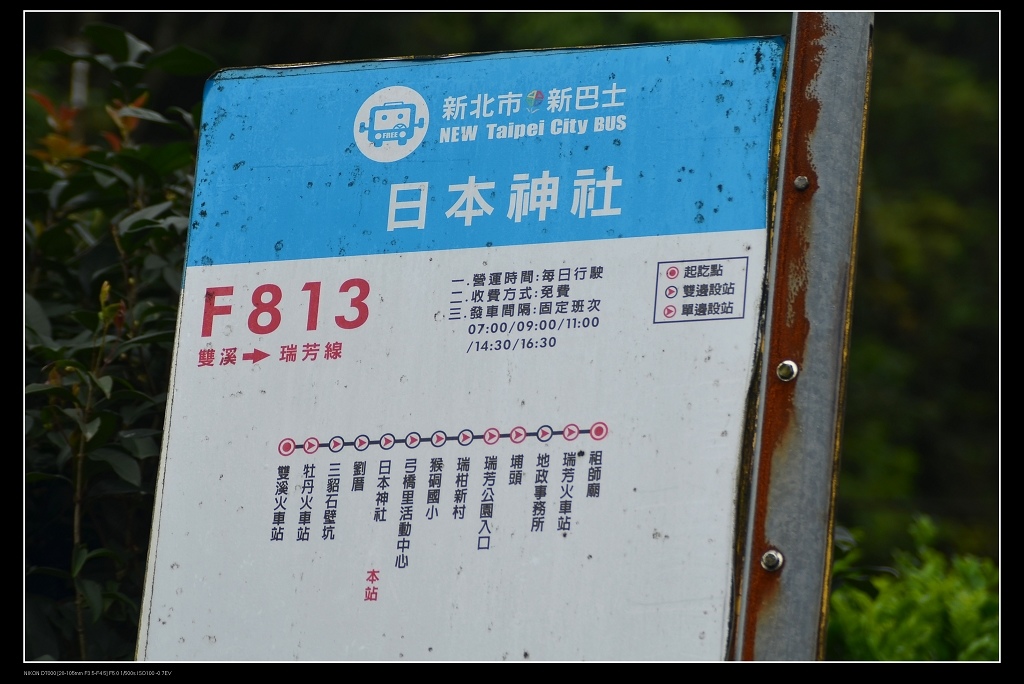 新北市 新巴士
FREE
NEW Taipei City BUS
日本神社
F813
雙溪 → 瑞芳線
一.營運時間:每日行駛
二.收費方式:免費
三.發車間隔:固定班次
07:00/09:00/11:00
/14:30/16:30
起訖點
雙邊設站
單邊設站
雙溪火車站
牡丹火車站
三貂石壁坑
劉厝
日本神社
本站
弓橋里活動中心
猴硐國小
瑞柑新村
瑞芳公園入口
埔頭
地政事務所
瑞芳火車站
祖師廟